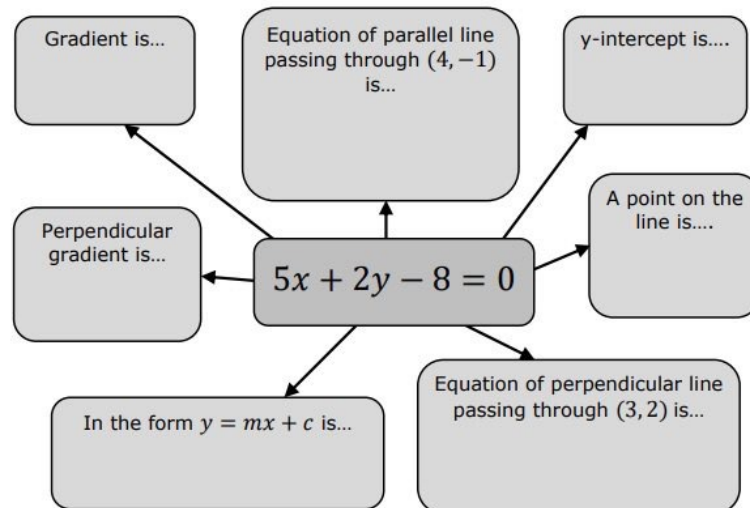 Gradient is...
Equation of parallel line
passing through (4, −1)
is...
y-intercept is....
Perpendicular
gradient is...
5x + 2y − 8 = 0
A point on the
line is....
In the form y = mx + c is...
Equation of perpendicular line
passing through (3, 2) is...